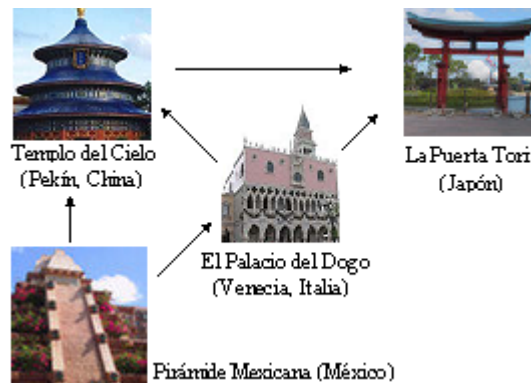 Templo del Cielo
(Pekín, China)
La Puerta Tori
(Japón)
El Palacio del Dogo
(Venecia, Italia)
Pirámide Mexicana (México)